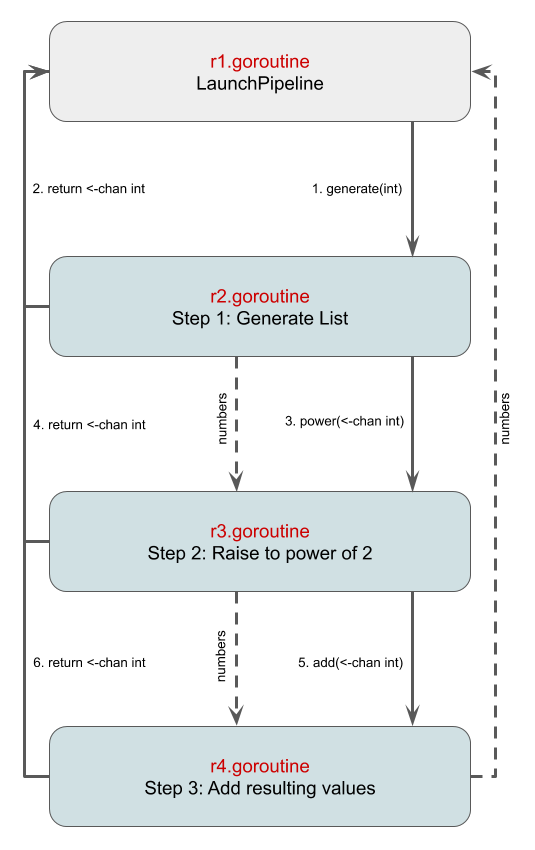 r1.goroutine
LaunchPipeline
2. return <-chan int
1. generate(int)
r2.goroutine
Step 1: Generate List
4. return <-chan int
numbers
3. power(<-chan int)
numbers
r3.goroutine
Step 2: Raise to power of 2
6. return <-chan int
numbers
5. add(<-chan int)
r4.goroutine
Step 3: Add resulting values